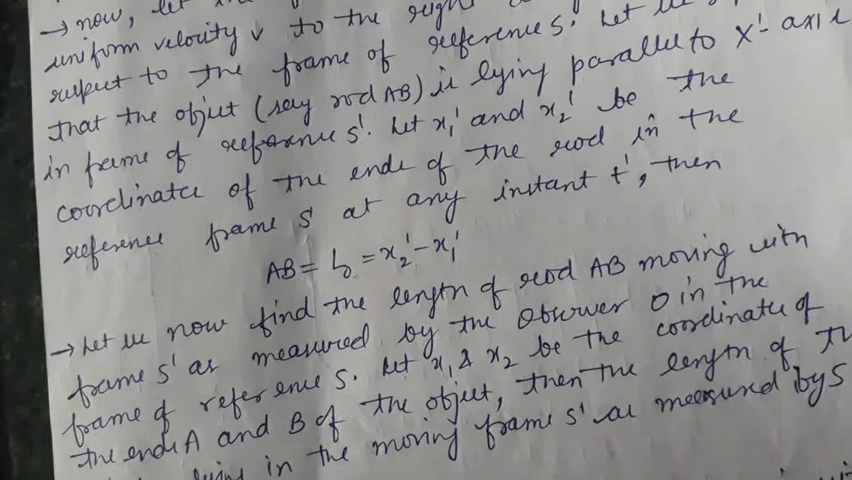 → now, let
uniform velocity v to the right
respect to the frame of reference s. Let us
that the object (say rod AB) is lying parallel to X'- axis
in frame of reference s'. Let x₁' and x₂' be the
coordinates of the ends of the rod in the
reference frame s' at any instant t', then
AB = L₀ = x₂' - x₁'
→ Let us now find the length of rod AB moving with
frame s' as measured by the Observer O in the
frame of reference s. Let x₁ & x₂ be the coordinates of
the ends A and B of the object, then the length of the
lying in the moving frame s' as measured by s